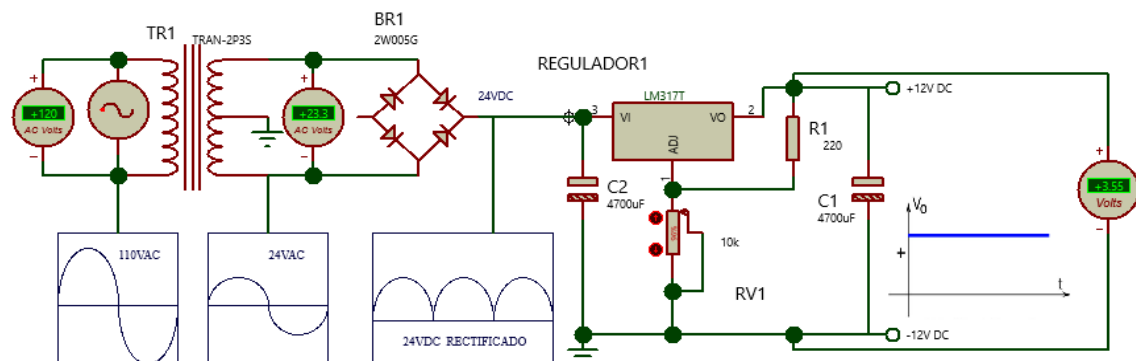 TR1
TRAN-2P3S
BR1
2W005G
REGULADOR1
LM317T
24VDC
3
VI
VO
2
ADJ
1
+12V DC
R1
220
+120
AC Volts
+23.3
AC Volts
C2
4700uF
C1
4700uF
+3.55
Volts
10k
RV1
V0
+
t
110VAC
24VAC
24VDC RECTIFICADO
-12V DC